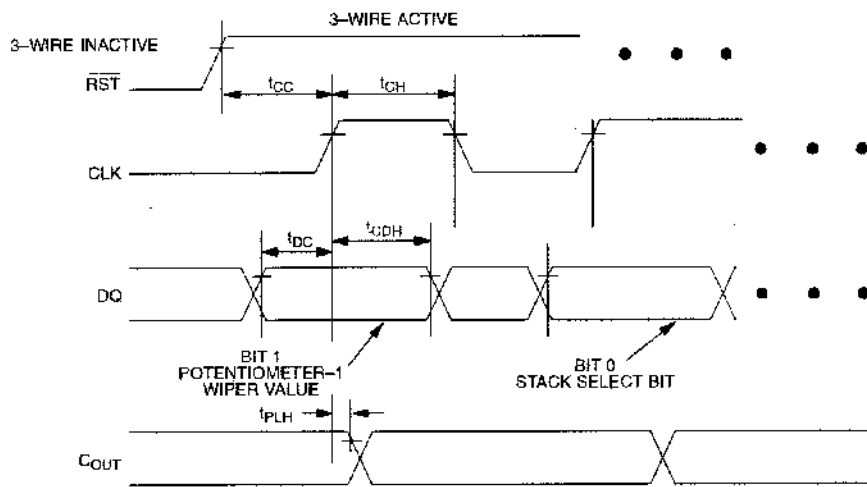 3–WIRE ACTIVE
3–WIRE INACTIVE
RST
tCC
tCH
CLK
tDC
tCDH
DQ
BIT 1
POTENTIOMETER–1
WIPER VALUE
BIT 0
STACK SELECT BIT
tPLH
COUT